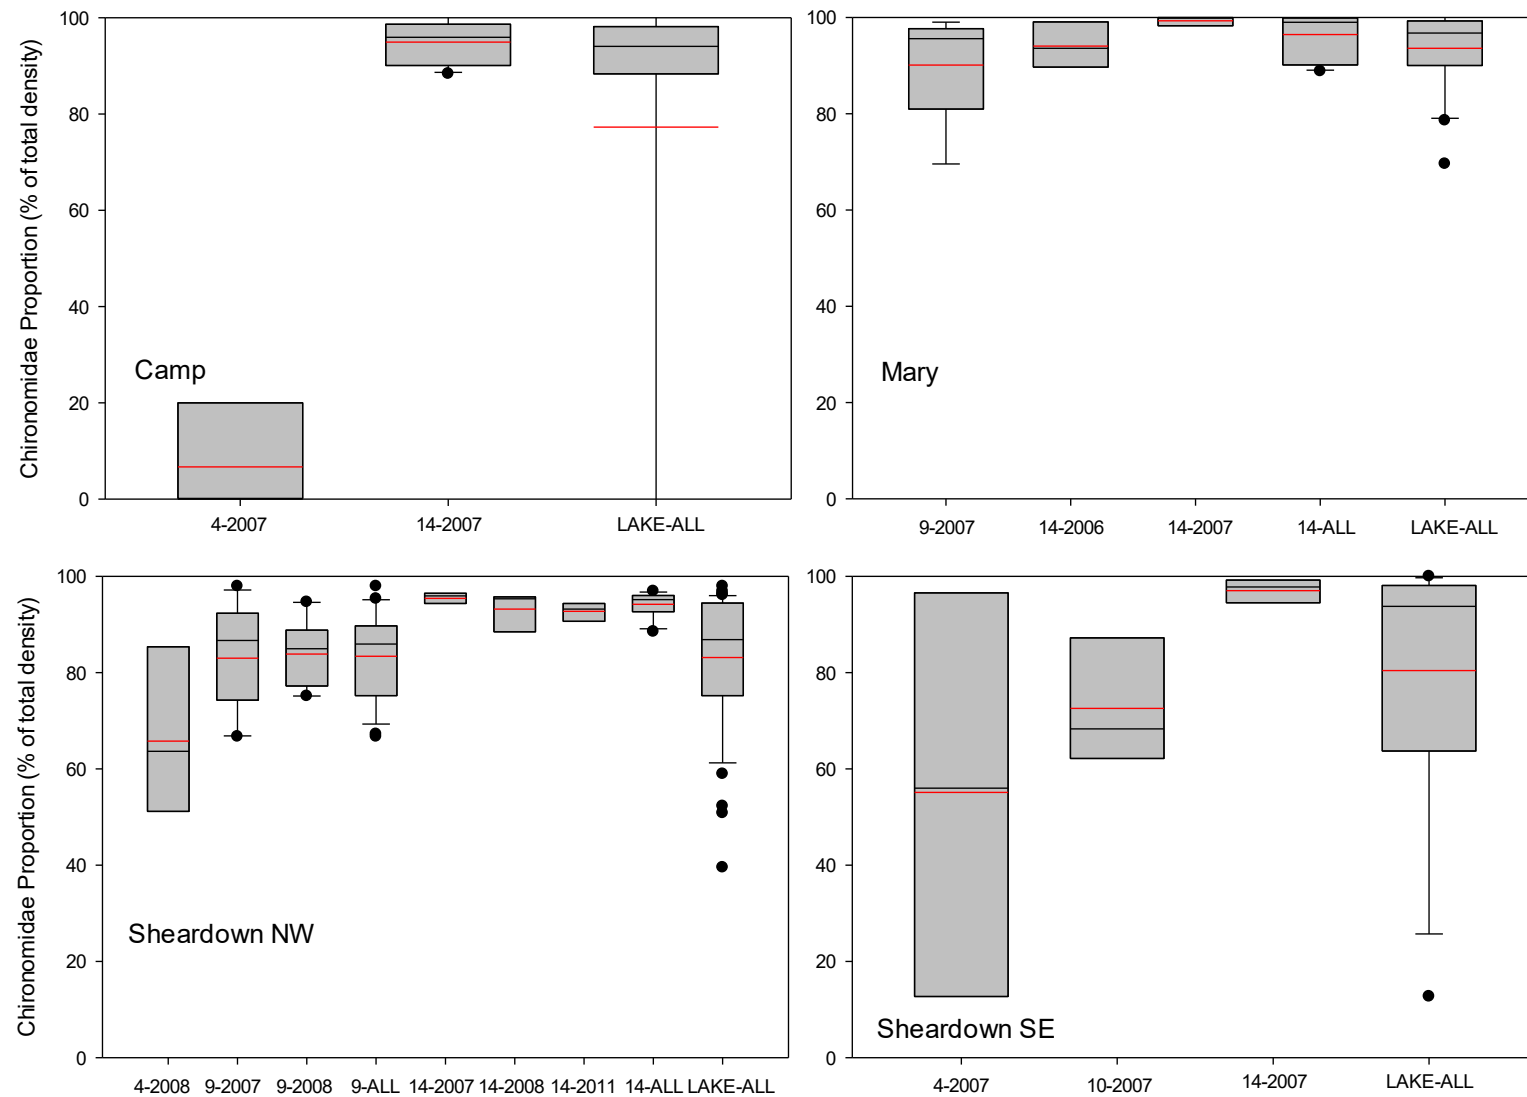 Chironomidae Proportion (% of total density)
100
80
60
40
20
0
Camp
4-2007 14-2007 LAKE-ALL
100
80
60
40
20
0
Mary
9-2007 14-2006 14-2007 14-ALL LAKE-ALL
Chironomidae Proportion (% of total density)
100
80
60
40
20
0
Sheardown NW
4-2008 9-2007 9-2008 9-ALL 14-2007 14-2008 14-2011 14-ALL LAKE-ALL
100
80
60
40
20
0
Sheardown SE
4-2007 10-2007 14-2007 LAKE-ALL